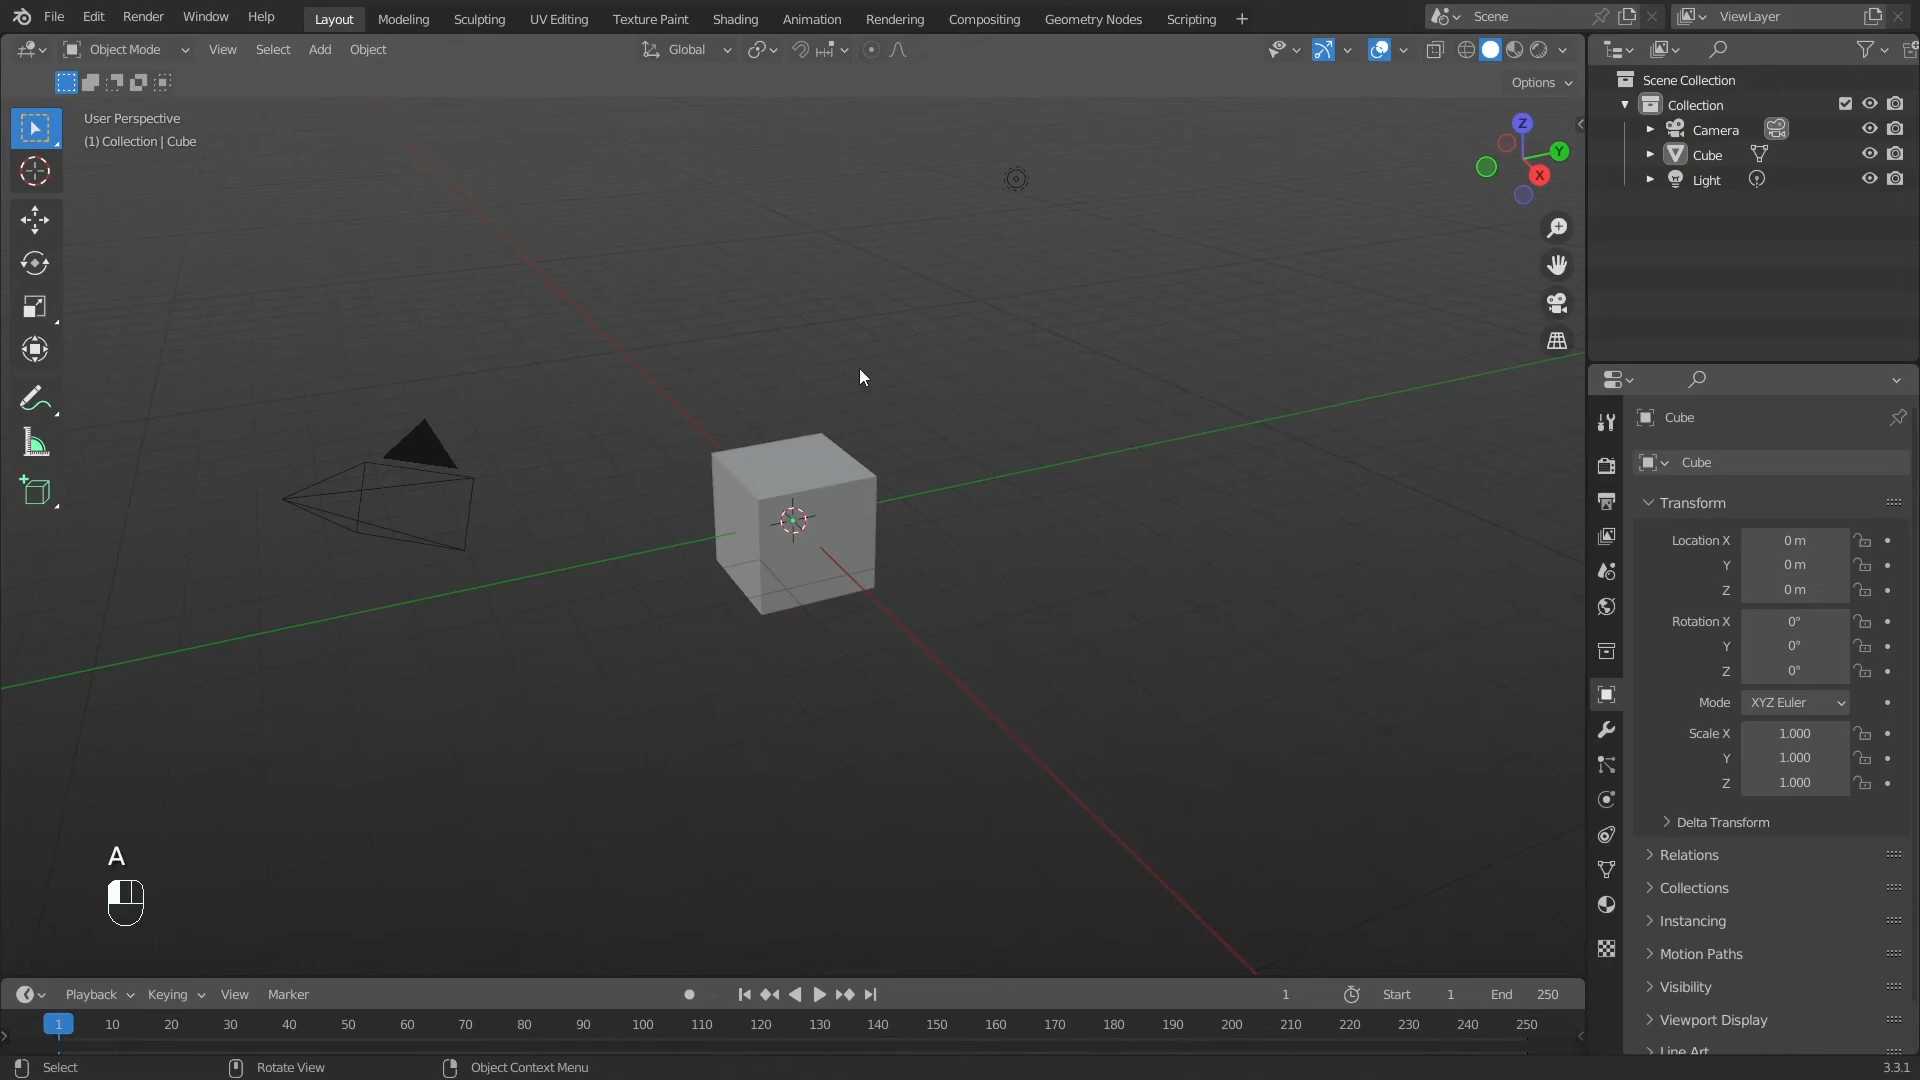 File Edit Render Window Help Layout Modeling Sculpting UV Editing Texture Paint Shading Animation Rendering Compositing Geometry Nodes Scripting + Scene ViewLayer
Object Mode View Select Add Object Global
Options
User Perspective
(1) Collection | Cube
Z
Y
X
Scene Collection
Collection
Camera
Cube
Light
Cube
Cube
Transform
Location X 0 m
Y 0 m
Z 0 m
Rotation X 0°
Y 0°
Z 0°
Mode XYZ Euler
Scale X 1.000
Y 1.000
Z 1.000
Delta Transform
Relations
Collections
Instancing
Motion Paths
Visibility
Viewport Display
Line Art
A
Playback Keying View Marker 1 Start 1 End 250
1 10 20 30 40 50 60 70 80 90 100 110 120 130 140 150 160 170 180 190 200 210 220 230 240 250
Select Rotate View Object Context Menu 3.3.1